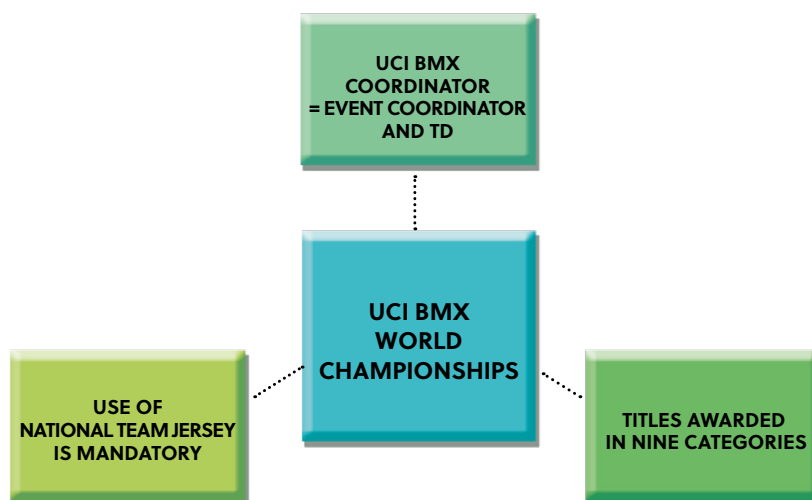 UCI BMX
COORDINATOR
= EVENT COORDINATOR
AND TD
UCI BMX
WORLD
CHAMPIONSHIPS
USE OF
NATIONAL TEAM JERSEY
IS MANDATORY
TITLES AWARDED
IN NINE CATEGORIES